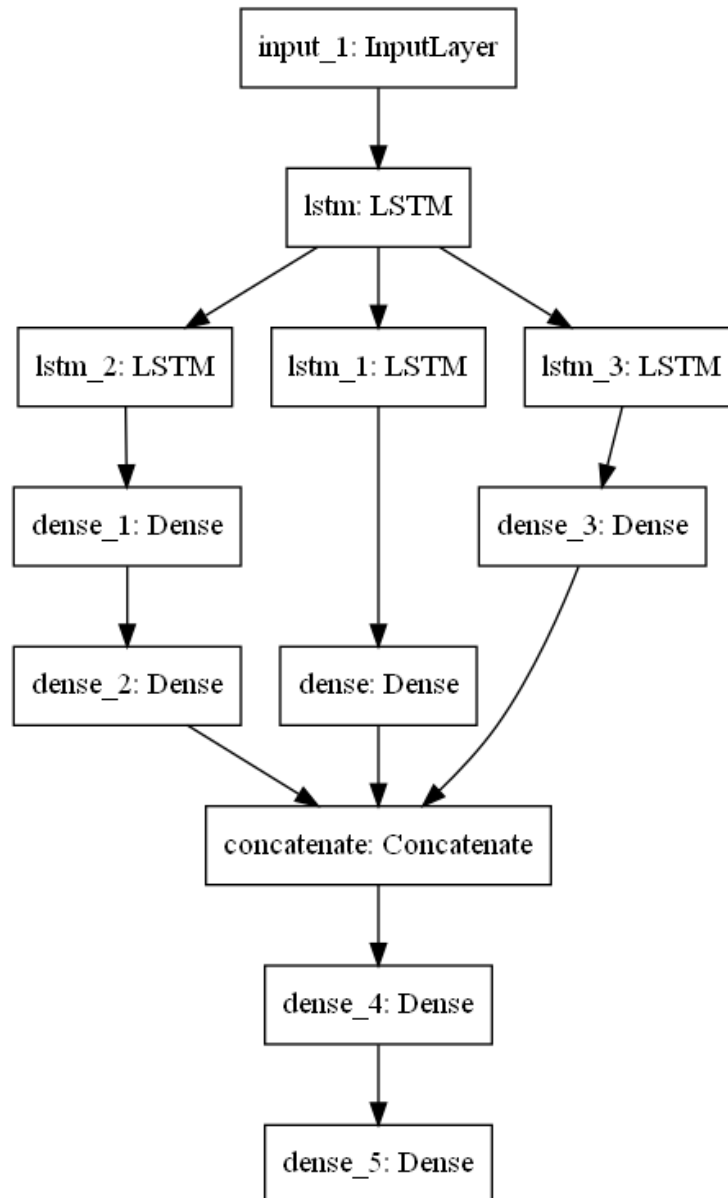 input_1: InputLayer
lstm: LSTM
lstm_2: LSTM
lstm_1: LSTM
lstm_3: LSTM
dense_1: Dense
dense_3: Dense
dense_2: Dense
dense: Dense
concatenate: Concatenate
dense_4: Dense
dense_5: Dense